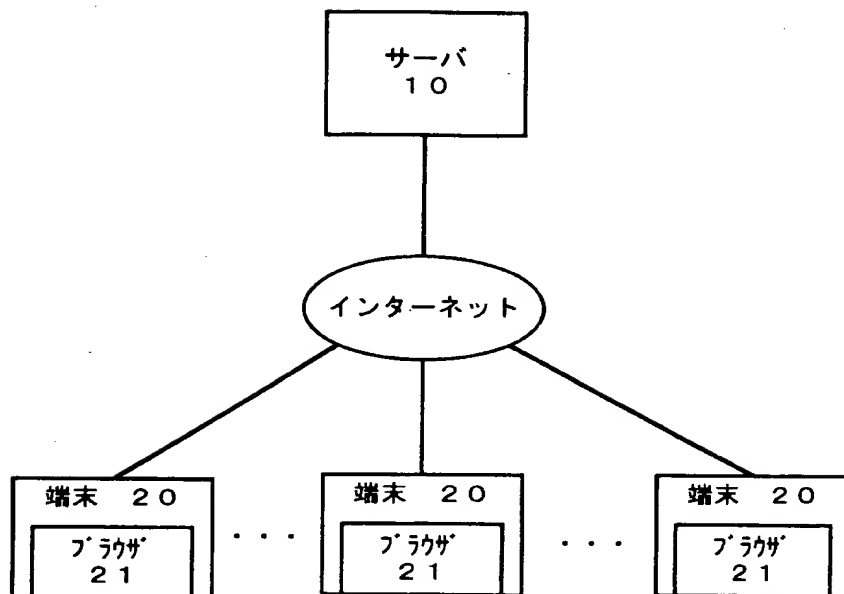 サーバ
１０
インターネット
端末　２０
ﾌﾞﾗｳｻﾞ
２１
・・・
端末　２０
ﾌﾞﾗｳｻﾞ
２１
・・・
端末　２０
ﾌﾞﾗｳｻﾞ
２１